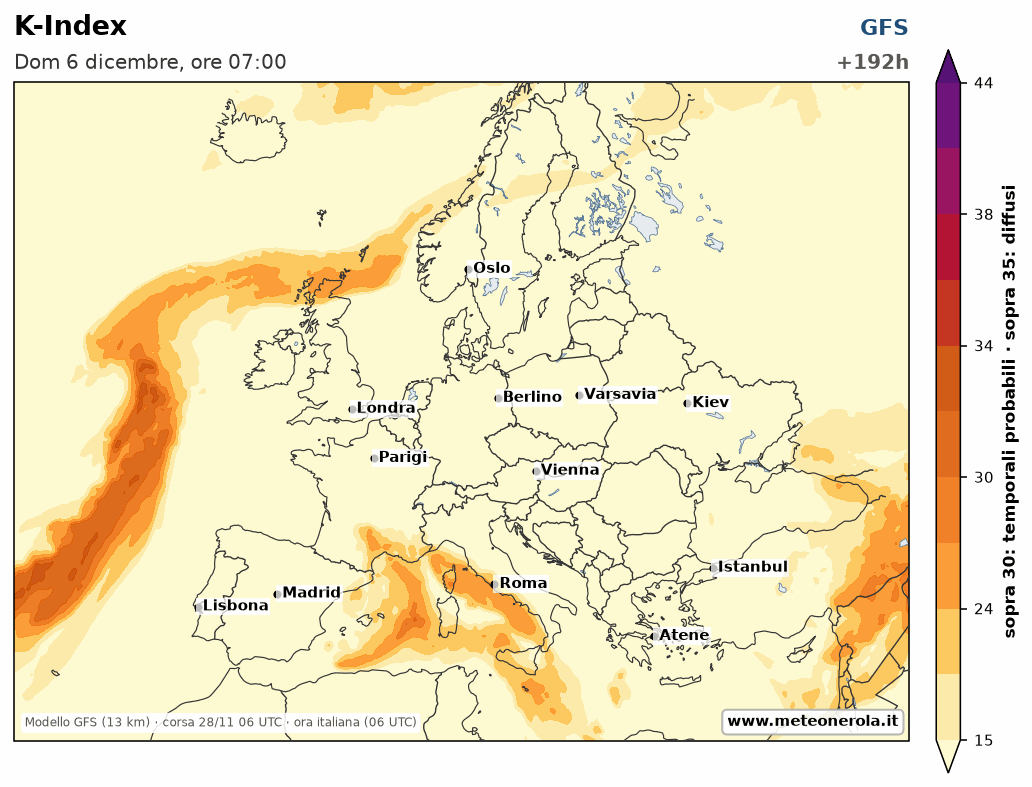 K-Index
GFS
Dom 6 dicembre, ore 07:00
+192h
44
38
34
30
24
15
sopra 30: temporali probabili · sopra 35: diffusi
Oslo
Berlino
Varsavia
Kiev
Londra
Parigi
Vienna
Istanbul
Roma
Madrid
Lisbona
Atene
Modello GFS (13 km) · corsa 28/11 06 UTC · ora italiana (06 UTC)
www.meteonerola.it